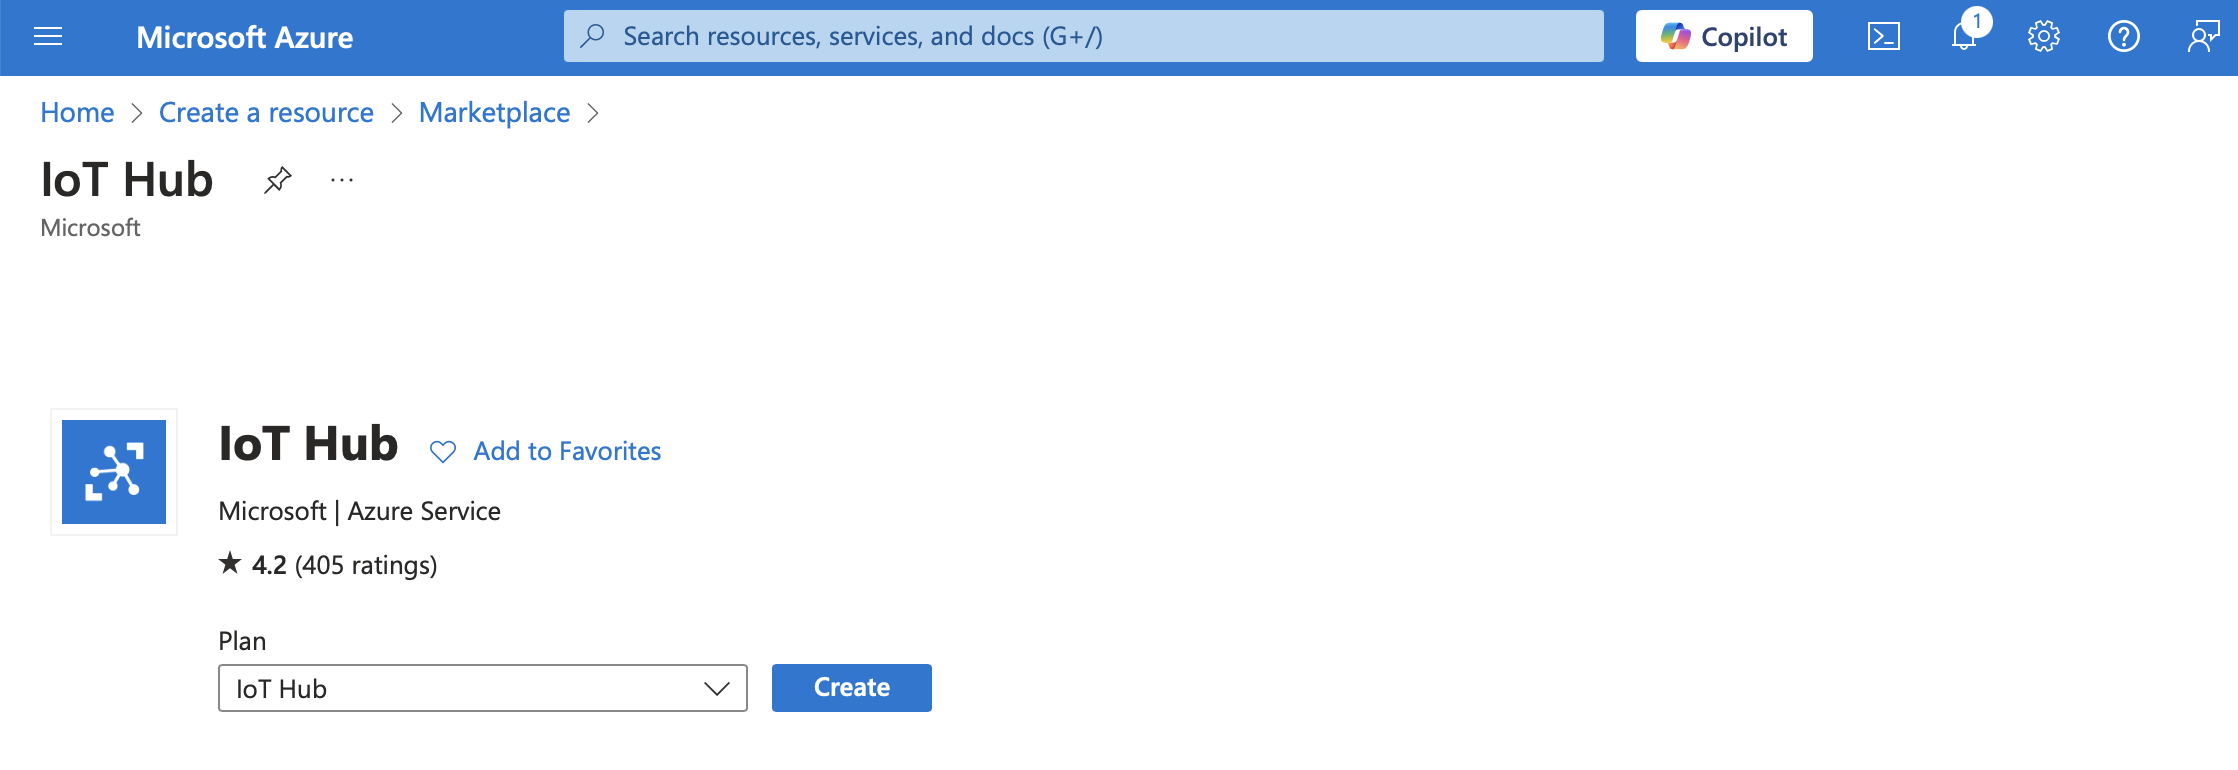 Microsoft Azure
Search resources, services, and docs (G+/)
Copilot
1
Home > Create a resource > Marketplace >
IoT Hub
...
Microsoft
IoT Hub
Add to Favorites
Microsoft | Azure Service
★ 4.2 (405 ratings)
Plan
IoT Hub
Create